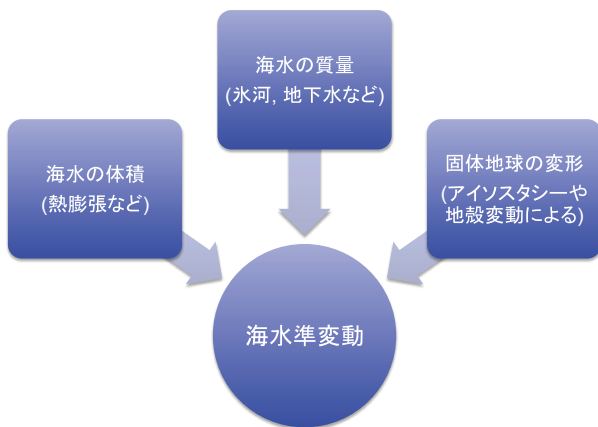 海水の質量
(氷河, 地下水など)
海水の体積
(熱膨張など)
固体地球の変形
(アイソスタシーや
地殻変動による)
海水準変動